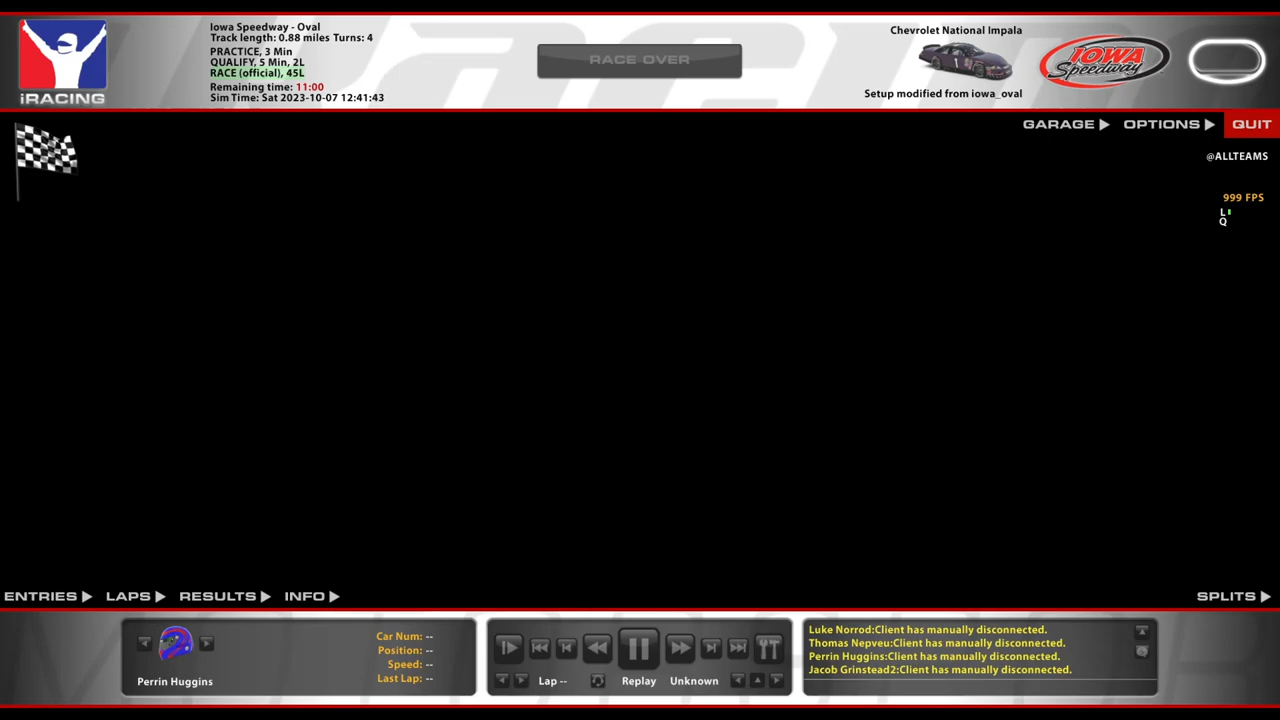 iRACING
Iowa Speedway - Oval
Track length: 0.88 miles Turns: 4
PRACTICE, 3 Min
QUALIFY, 5 Min, 2L
RACE (official), 45L
Remaining time: 11:00
Sim Time: Sat 2023-10-07 12:41:43
RACE OVER
Chevrolet National Impala
1
Setup modified from iowa_oval
IOWA
Speedway
GARAGE
OPTIONS
QUIT
@ALLTEAMS
999 FPS
L
Q
ENTRIES
LAPS
RESULTS
INFO
SPLITS
Perrin Huggins
Car Num: --
Position: --
Speed: --
Last Lap: --
Lap --
Replay
Unknown
Luke Norrod:Client has manually disconnected.
Thomas Nepveu:Client has manually disconnected.
Perrin Huggins:Client has manually disconnected.
Jacob Grinstead2:Client has manually disconnected.